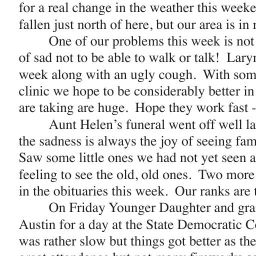 for a real change in the weather this weeke
fallen just north of here, but our area is in
One of our problems this week is not
of sad not to be able to walk or talk! Lary
week along with an ugly cough. With som
clinic we hope to be considerably better in
are taking are huge. Hope they work fast -
Aunt Helen's funeral went off well la
the sadness is always the joy of seeing fam
Saw some little ones we had not yet seen a
feeling to see the old, old ones. Two more
in the obituaries this week. Our ranks are t
On Friday Younger Daughter and gra
Austin for a day at the State Democratic C
was rather slow but things got better as the